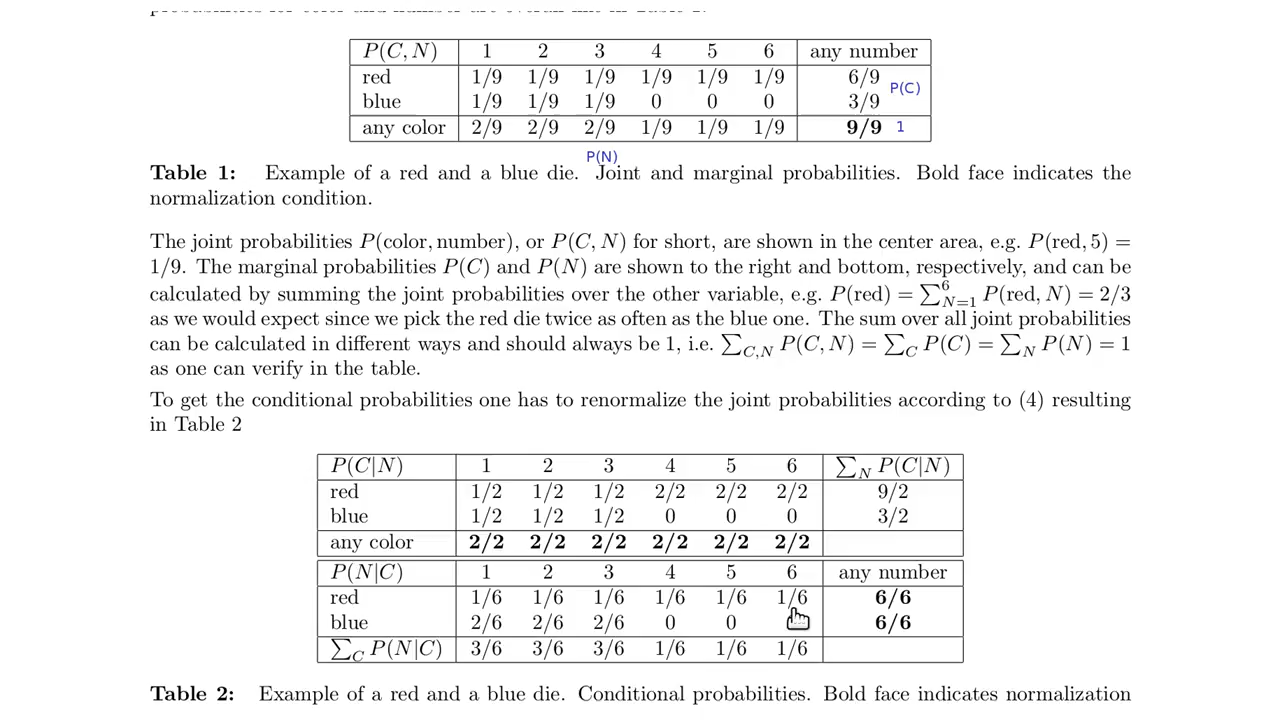 P(C, N) 1 2 3 4 5 6 any number
red 1/9 1/9 1/9 1/9 1/9 1/9 6/9
P(C)
blue 1/9 1/9 1/9 0 0 0 3/9
any color 2/9 2/9 2/9 1/9 1/9 1/9 9/9 1
P(N)
Table 1: Example of a red and a blue die. Joint and marginal probabilities. Bold face indicates the
normalization condition.
The joint probabilities P(color, number), or P(C, N) for short, are shown in the center area, e.g. P(red, 5) =
1/9. The marginal probabilities P(C) and P(N) are shown to the right and bottom, respectively, and can be
calculated by summing the joint probabilities over the other variable, e.g. P(red) = ∑_{N=1}^{6} P(red, N) = 2/3
as we would expect since we pick the red die twice as often as the blue one. The sum over all joint probabilities
can be calculated in different ways and should always be 1, i.e. ∑_{C,N} P(C, N) = ∑_C P(C) = ∑_N P(N) = 1
as one can verify in the table.
To get the conditional probabilities one has to renormalize the joint probabilities according to (4) resulting
in Table 2
P(C|N) 1 2 3 4 5 6 ∑_N P(C|N)
red 1/2 1/2 1/2 2/2 2/2 2/2 9/2
blue 1/2 1/2 1/2 0 0 0 3/2
any color 2/2 2/2 2/2 2/2 2/2 2/2
P(N|C) 1 2 3 4 5 6 any number
red 1/6 1/6 1/6 1/6 1/6 1/6 6/6
blue 2/6 2/6 2/6 0 0 6/6
∑_C P(N|C) 3/6 3/6 3/6 1/6 1/6 1/6
Table 2: Example of a red and a blue die. Conditional probabilities. Bold face indicates normalization